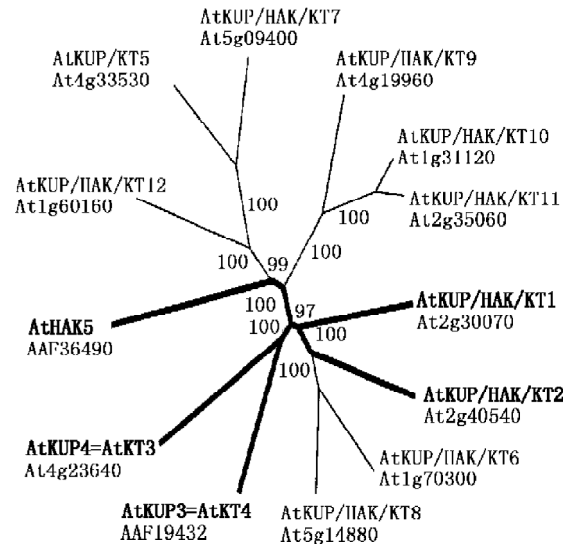 AtKUP/HAK/KT7
At5g09400
AtKUP/KT5
At4g33530
AtKUP/HAK/KT9
At4g19960
AtKUP/HAK/KT10
At1g31120
AtKUP/HAK/KT12
At1g60160
AtKUP/HAK/KT11
At2g35060
100
100
100
99
100
100
97
100
100
100
AtHAK5
AAF36490
AtKUP/HAK/KT1
At2g30070
AtKUP/HAK/KT2
At2g40540
AtKUP4=AtKT3
At4g23640
AtKUP/HAK/KT6
At1g70300
AtKUP3=AtKT4
AAF19432
AtKUP/HAK/KT8
At5g14880